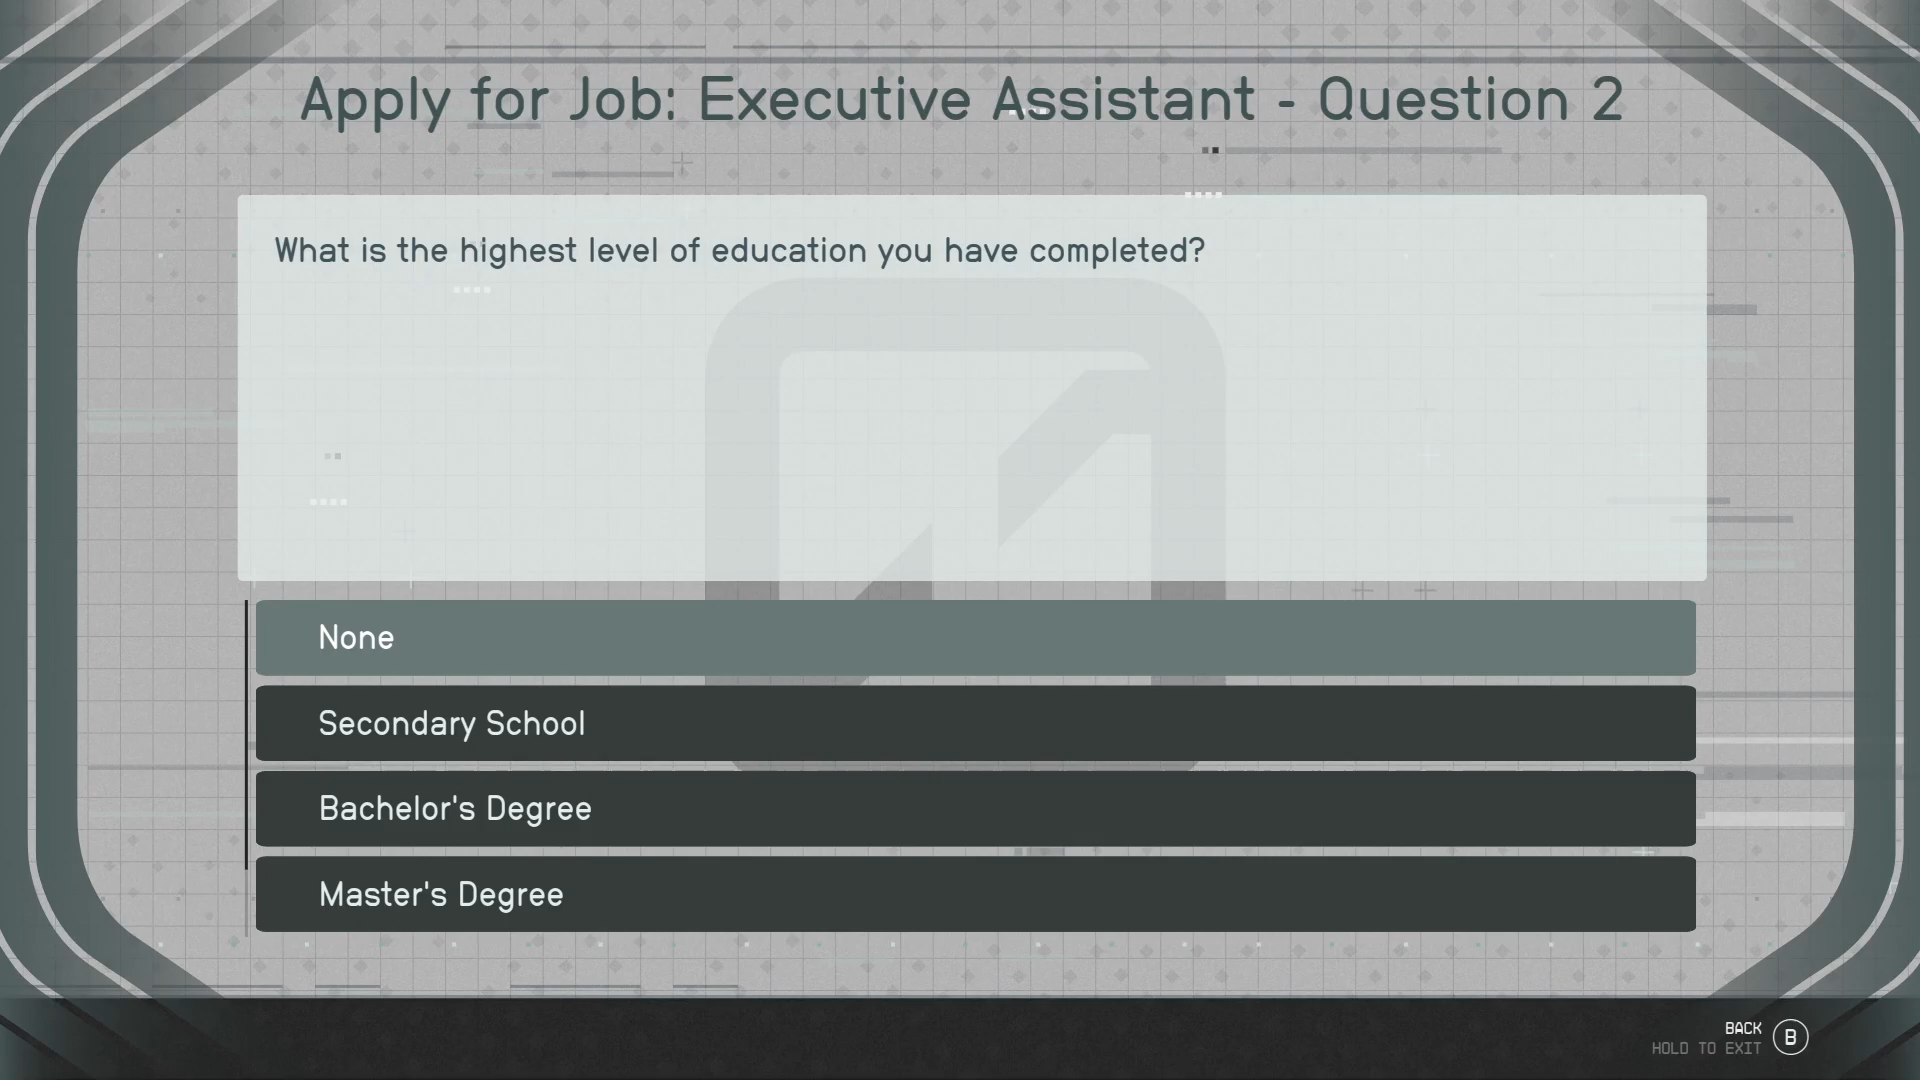 Apply for Job: Executive Assistant - Question 2
What is the highest level of education you have completed?
None
Secondary School
Bachelor's Degree
Master's Degree
BACK
HOLD TO EXIT
B